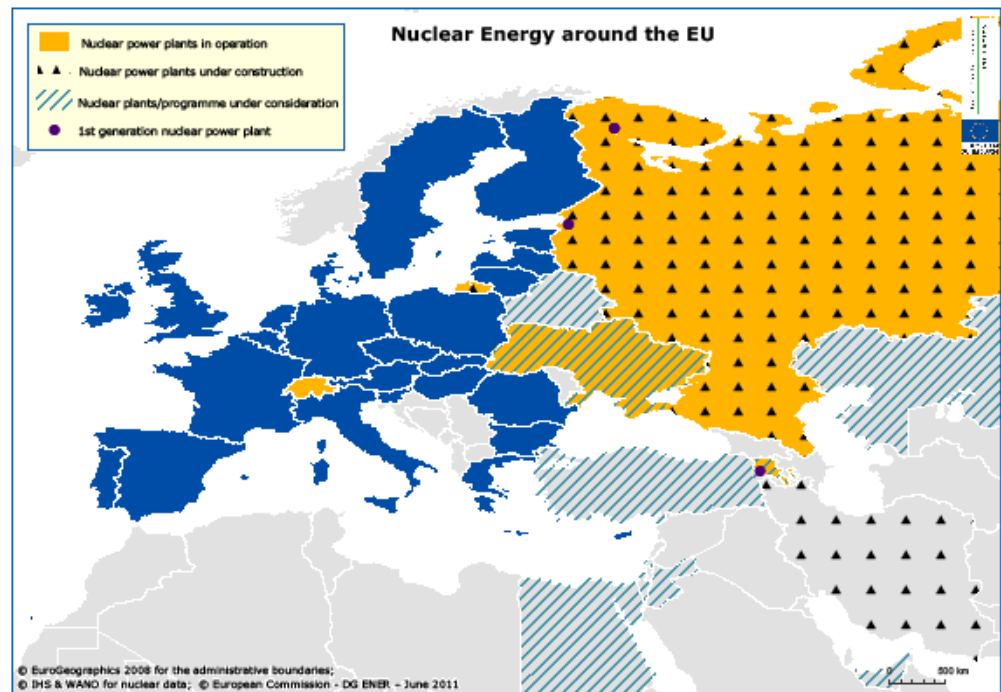 Nuclear Energy around the EU
Nuclear power plants in operation
Nuclear power plants under construction
Nuclear plants/programme under consideration
1st generation nuclear power plant
500 km
© EuroGeographics 2008 for the administrative boundaries;
© IHS & WANO for nuclear data; © European Commission - DG ENER - June 2011